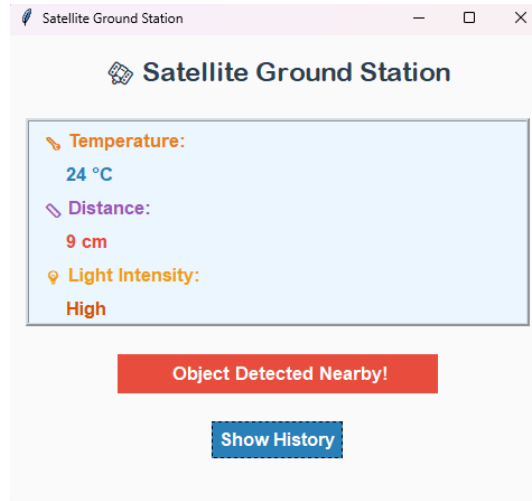 Satellite Ground Station
Satellite Ground Station
Temperature:
24 °C
Distance:
9 cm
Light Intensity:
High
Object Detected Nearby!
Show History